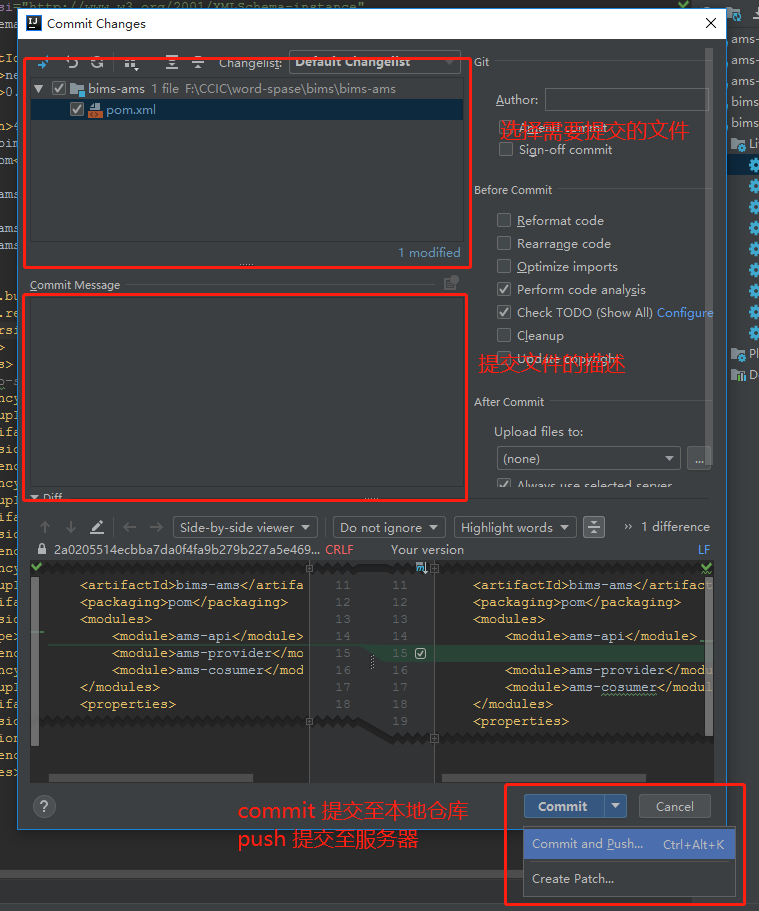 si="http://www.w3.org/2001/XMLSchema-instance"
Commit Changes
Changelist:
Default Changelist
bims-ams 1 file F:\CCIC\word-spase\bims\bims-ams
pom.xml
1 modified
Git
Author:
Amend commit
选择需要提交的文件
Sign-off commit
Before Commit
Reformat code
Rearrange code
Optimize imports
Perform code analysis
Check TODO (Show All) Configure
Cleanup
Update copyright
提交文件的描述
After Commit
Upload files to:
(none)
...
Always use selected server
Commit Message
Diff
Side-by-side viewer
Do not ignore
Highlight words
» 1 difference
2a0205514ecbba7da0f4fa9b279b227a5e469... CRLF
Your version
LF
<artifactId>bims-ams</artifa 11
<packaging>pom</packaging> 12
<modules> 13
<module>ams-api</module> 14
<module>ams-provider</mo 15
<module>ams-cosumer</mod 16
</modules> 17
<properties> 18
11 <artifactId>bims-ams</artifact
12 <packaging>pom</packaging>
13 <modules>
14 <module>ams-api</module>
15
16 <module>ams-provider</modu
17 <module>ams-cosumer</modul
18 </modules>
19 <properties>
commit 提交至本地仓库
push 提交至服务器
?
Commit
Cancel
Commit and Push... Ctrl+Alt+K
Create Patch...